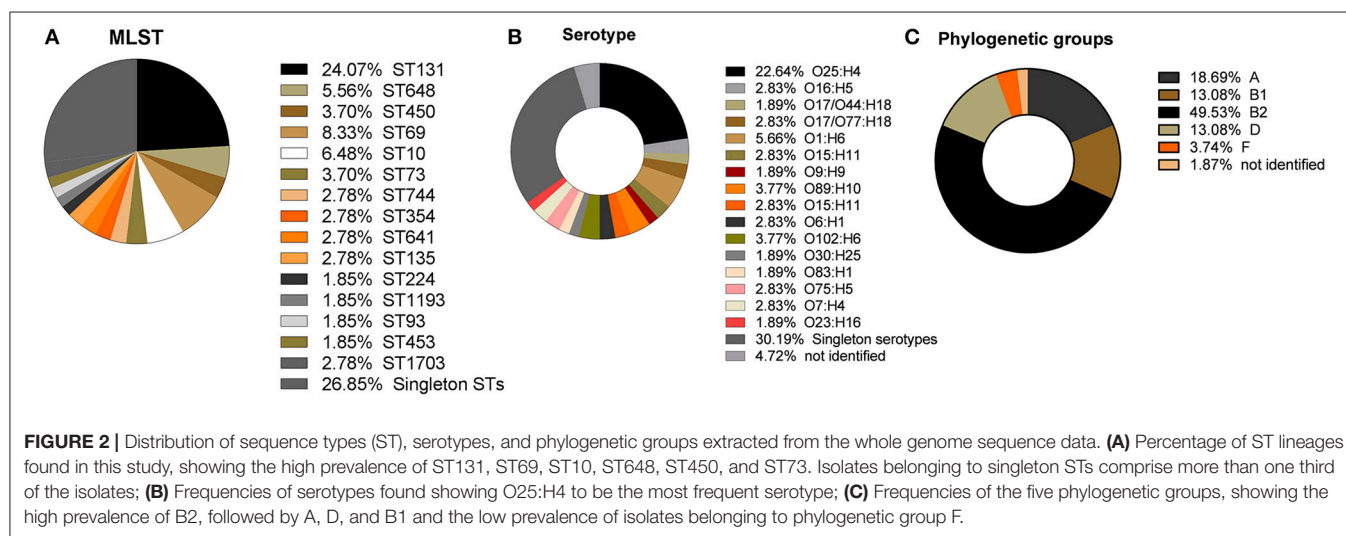 A MLST
24.07% ST131
5.56% ST648
3.70% ST450
8.33% ST69
6.48% ST10
3.70% ST73
2.78% ST744
2.78% ST354
2.78% ST641
2.78% ST135
1.85% ST224
1.85% ST1193
1.85% ST93
1.85% ST453
2.78% ST1703
26.85% Singleton STs
B Serotype
22.64% O25:H4
2.83% O16:H5
1.89% O17/O44:H18
2.83% O17/O77:H18
5.66% O1:H6
2.83% O15:H11
1.89% O9:H9
3.77% O89:H10
2.83% O15:H11
2.83% O6:H1
3.77% O102:H6
1.89% O30:H25
1.89% O83:H1
2.83% O75:H5
2.83% O7:H4
1.89% O23:H16
30.19% Singleton serotypes
4.72% not identified
C Phylogenetic groups
18.69% A
13.08% B1
49.53% B2
13.08% D
3.74% F
1.87% not identified
FIGURE 2 | Distribution of sequence types (ST), serotypes, and phylogenetic groups extracted from the whole genome sequence data. (A) Percentage of ST lineages
found in this study, showing the high prevalence of ST131, ST69, ST10, ST648, ST450, and ST73. Isolates belonging to singleton STs comprise more than one third
of the isolates; (B) Frequencies of serotypes found showing O25:H4 to be the most frequent serotype; (C) Frequencies of the five phylogenetic groups, showing the
high prevalence of B2, followed by A, D, and B1 and the low prevalence of isolates belonging to phylogenetic group F.